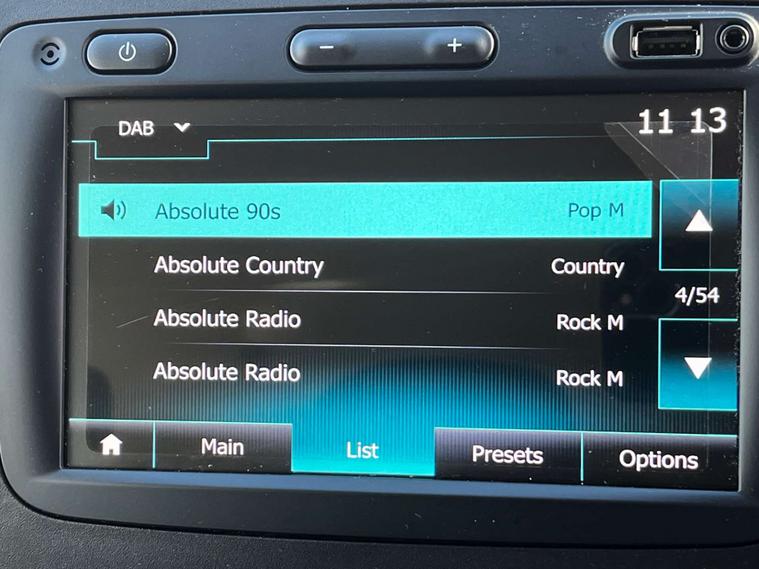 DAB
11 13
Absolute 90s Pop M
Absolute Country Country
4/54
Absolute Radio Rock M
Absolute Radio Rock M
Main List Presets Options